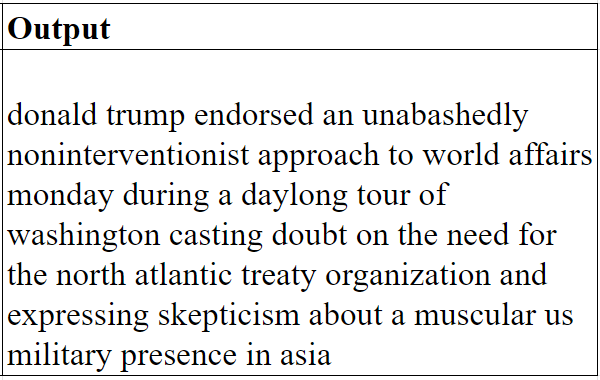 Output
donald trump endorsed an unabashedly
noninterventionist approach to world affairs
monday during a daylong tour of
washington casting doubt on the need for
the north atlantic treaty organization and
expressing skepticism about a muscular us
military presence in asia